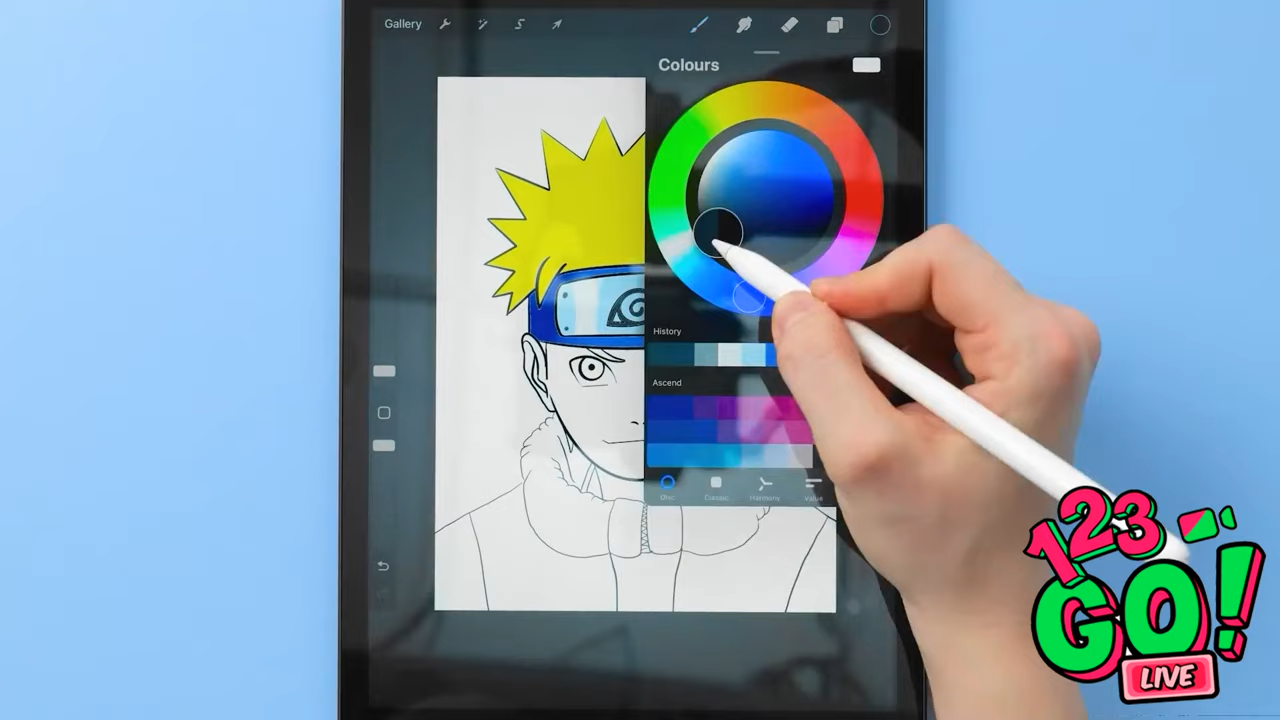 Gallery
Colours
History
Ascend
Disc
Classic
Harmony
Value
123
GO!
LIVE